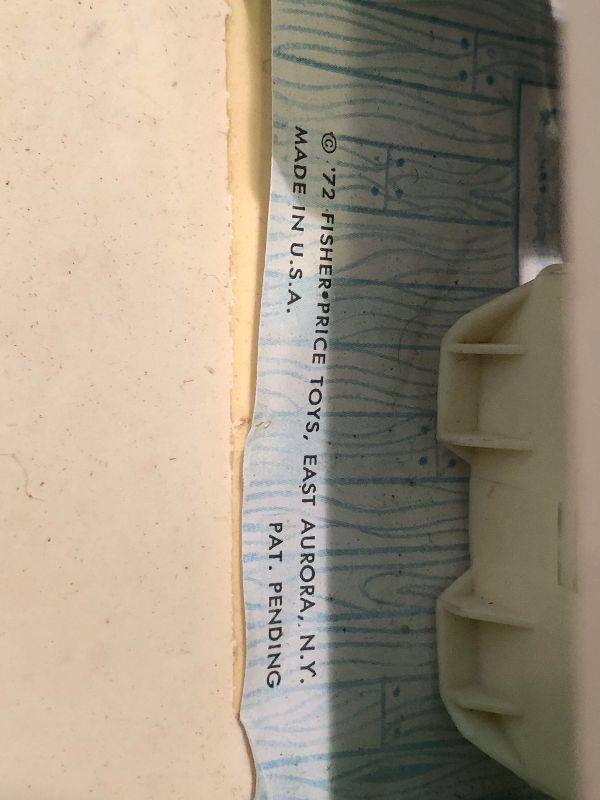 © '72 FISHER•PRICE TOYS, EAST AURORA, N.Y.
MADE IN U.S.A.
PAT. PENDING